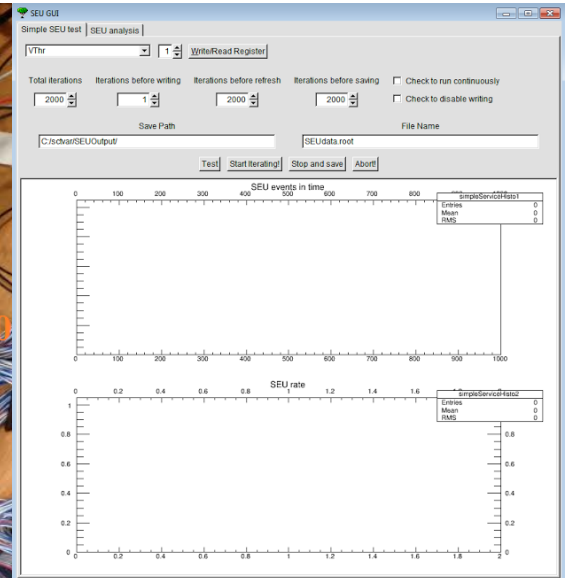 SEU GUI
Simple SEU test SEU analysis
VThr 1 Write/Read Register
Total iterations Iterations before writing Iterations before refresh Iterations before saving Check to run continuously
2000 1 2000 2000 Check to disable writing
Save Path File Name
C:/sctvar/SEUOutput/ SEUdata.root
Test Start Iterating! Stop and save Abort!
SEU events in time
0 100 200 300 400 500 600 700 800
simpleServiceHisto1
Entries 0
Mean 0
RMS 0
0 100 200 300 400 500 600 700 800 900 1000
SEU rate
0 0.2 0.4 0.6 0.8 1 1.2 1.4 1.6
simpleServiceHisto2
Entries 0
Mean 0
RMS 0
1
0.8 0.8
0.6 0.6
0.4 0.4
0.2 0.2
0 0
0 0.2 0.4 0.6 0.8 1 1.2 1.4 1.6 1.8 2